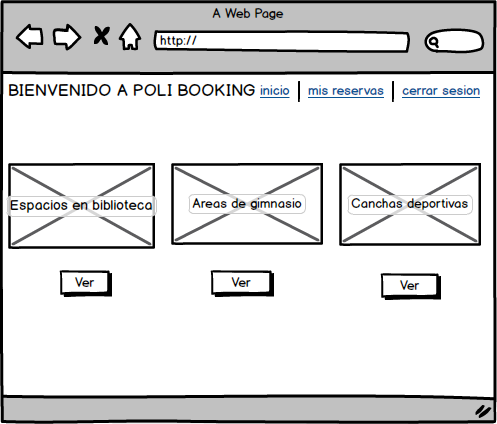 A Web Page
http://
BIENVENIDO A POLI BOOKING inicio mis reservas cerrar sesion
Espacios en biblioteca Areas de gimnasio Canchas deportivas
Ver Ver Ver